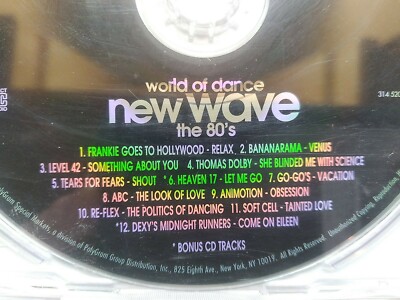 world of dance
new wave
the 80's
314 520
1. FRANKIE GOES TO HOLLYWOOD - RELAX 2. BANANARAMA - VENUS
3. LEVEL 42 - SOMETHING ABOUT YOU 4. THOMAS DOLBY - SHE BLINDED ME WITH SCIENCE
5. TEARS FOR FEARS - SHOUT *6. HEAVEN 17 - LET ME GO 7. GO-GO'S - VACATION
8. ABC - THE LOOK OF LOVE 9. ANIMOTION - OBSESSION
10. RE-FLEX - THE POLITICS OF DANCING 11. SOFT CELL - TAINTED LOVE
*12. DEXY'S MIDNIGHT RUNNERS - COME ON EILEEN
*BONUS CD TRACKS
PolyGram Special Markets, a division of PolyGram Group Distribution, Inc., 825 Eighth Ave., New York, NY 10019. All Rights Reserved. Unauthorized Copying, Reproduction,